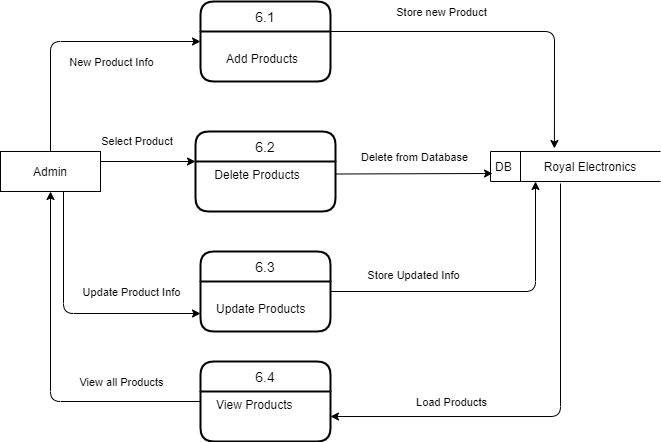 6.1
Store new Product
New Product Info
Add Products
Select Product
6.2
Delete from Database
Admin
Delete Products
DB
Royal Electronics
6.3
Store Updated Info
Update Product Info
Update Products
6.4
View all Products
View Products
Load Products